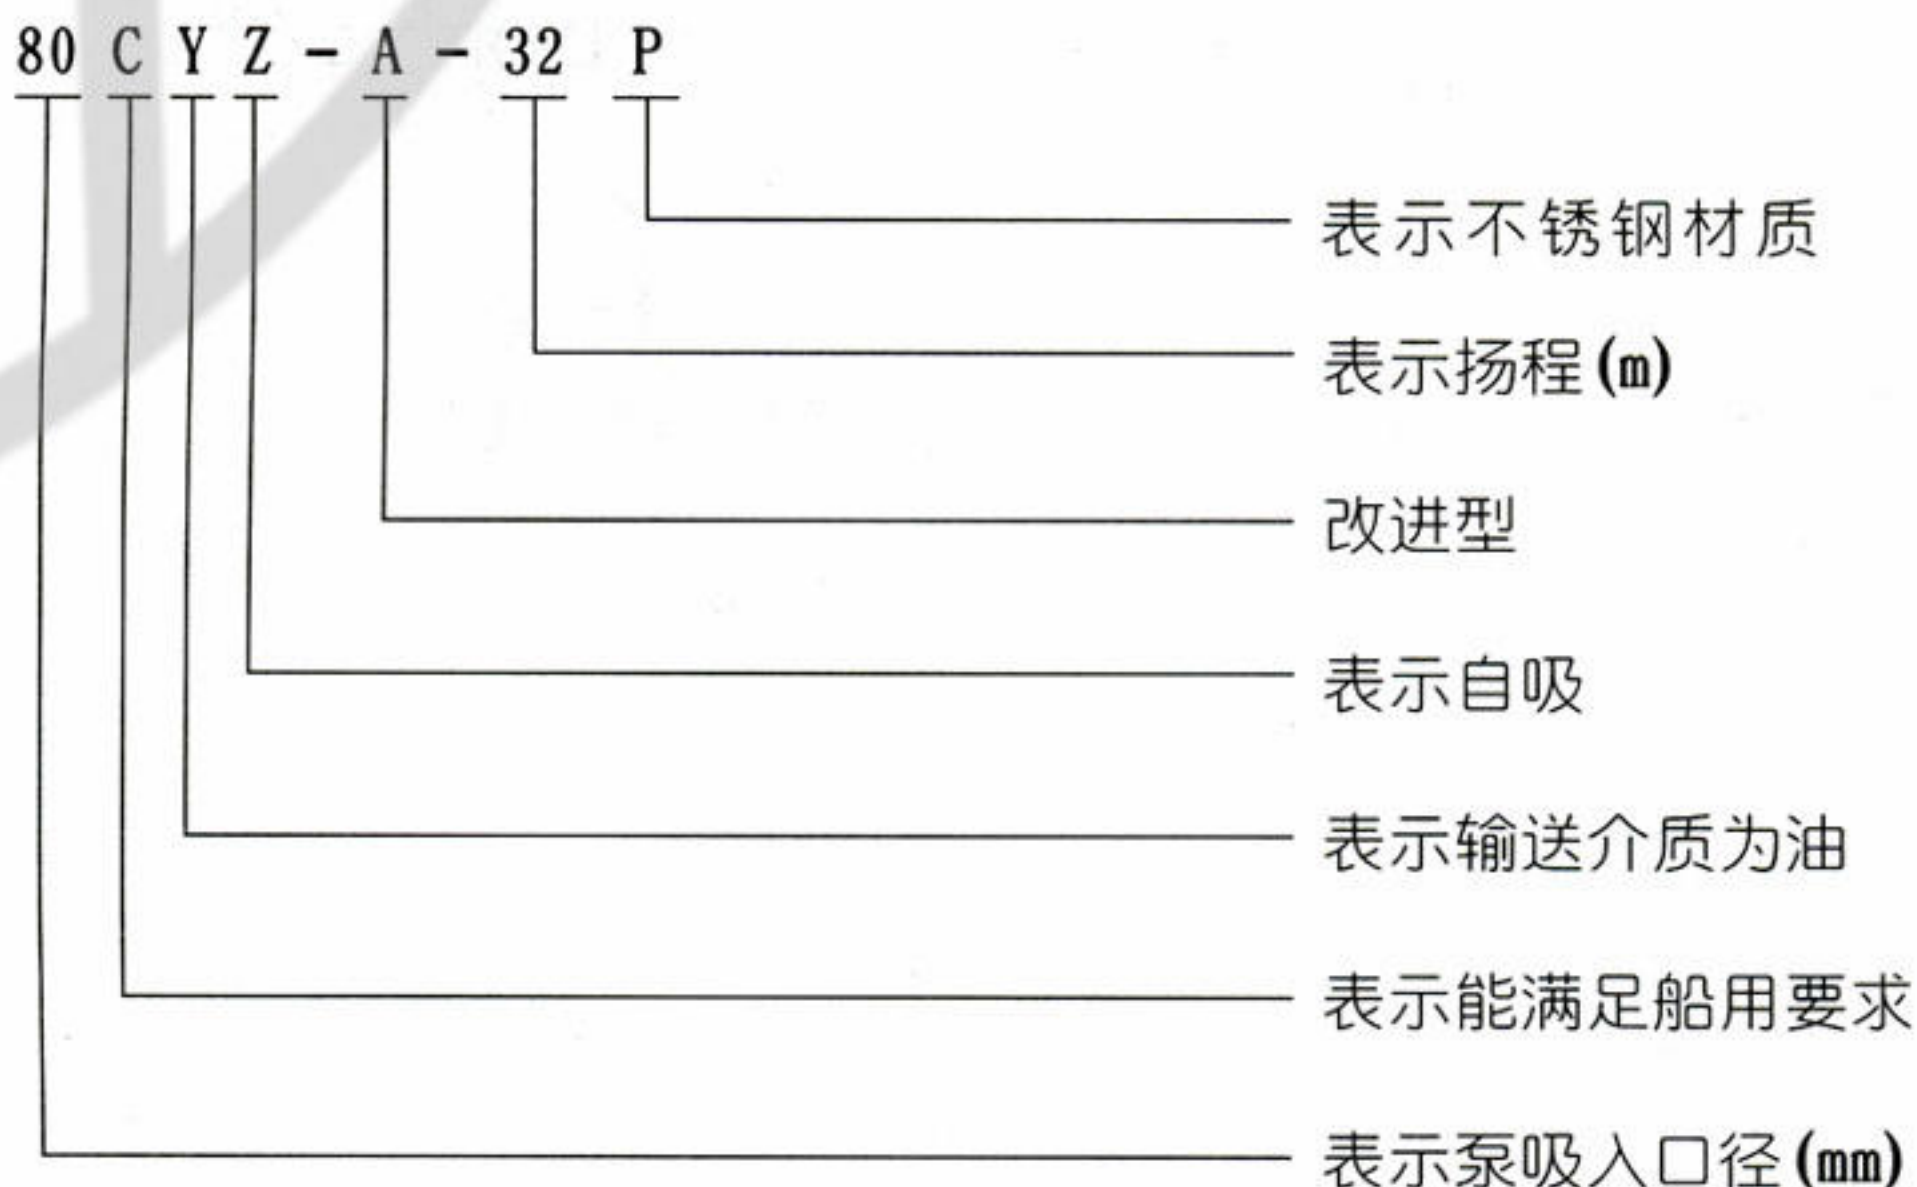 80 C Y Z - A - 32 P
表示不锈钢材质
表示扬程(m)
改进型
表示自吸
表示输送介质为油
表示能满足船用要求
表示泵吸入口径(mm)